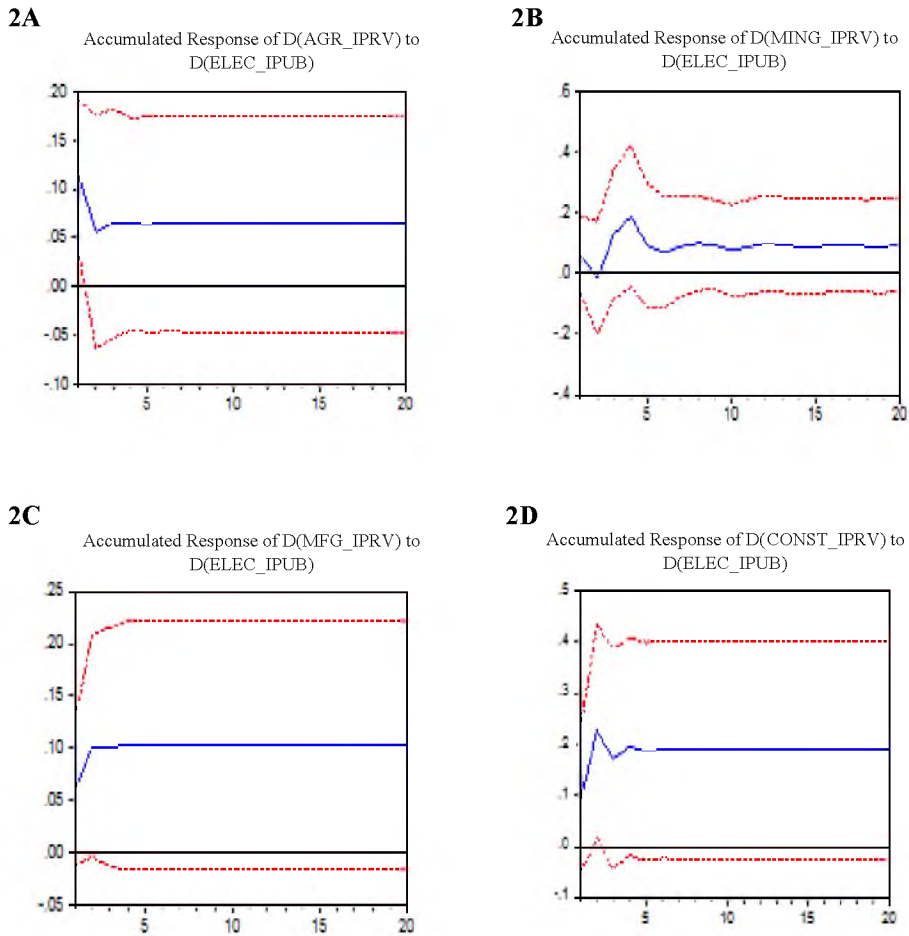 2A
Accumulated Response of D(AGR_IPRV) to
D(ELEC_IPUB)
.20
.15
.10
.05
.00
-.05
-.10
5 10 15 20
2B
Accumulated Response of D(MING_IPRV) to
D(ELEC_IPUB)
.6
.4
.2
.0
-.2
-.4
5 10 15 20
2C
Accumulated Response of D(MFG_IPRV) to
D(ELEC_IPUB)
.25
.20
.15
.10
.05
.00
-.05
5 10 15 20
2D
Accumulated Response of D(CONST_IPRV) to
D(ELEC_IPUB)
.5
.4
.3
.2
.1
.0
-.1
5 10 15 20